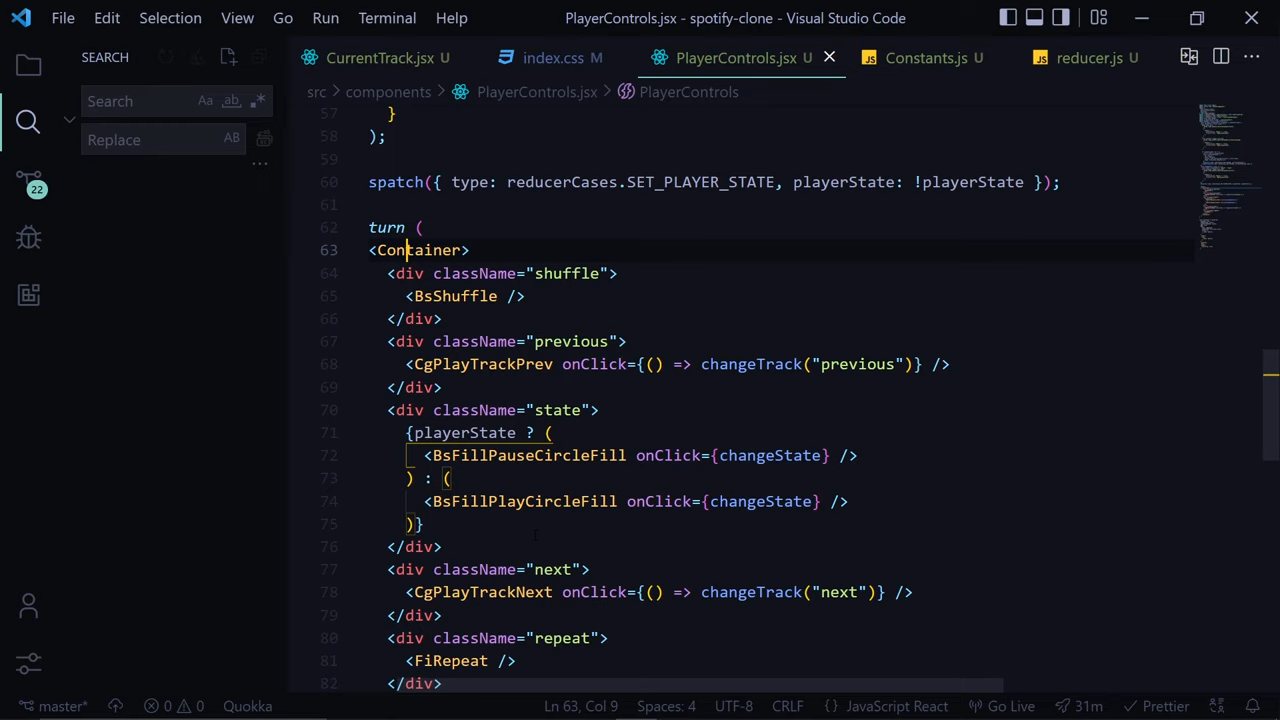 File Edit Selection View Go Run Terminal Help PlayerControls.jsx - spotify-clone - Visual Studio Code
SEARCH
Search Aa ab
Replace AB
22
CurrentTrack.jsx U index.css M PlayerControls.jsx U Constants.js U reducer.js U
src > components > PlayerControls.jsx > PlayerControls
57 }
58 );
59
60 spatch({ type: reducerCases.SET_PLAYER_STATE, playerState: !playerState });
61
62 turn (
63 <Container>
64 <div className="shuffle">
65 <BsShuffle />
66 </div>
67 <div className="previous">
68 <CgPlayTrackPrev onClick={() => changeTrack("previous")} />
69 </div>
70 <div className="state">
71 {playerState ? (
72 <BsFillPauseCircleFill onClick={changeState} />
73 ) : (
74 <BsFillPlayCircleFill onClick={changeState} />
75 )}
76 </div>
77 <div className="next">
78 <CgPlayTrackNext onClick={() => changeTrack("next")} />
79 </div>
80 <div className="repeat">
81 <FiRepeat />
82 </div>
master* 0 0 Quokka Ln 63, Col 9 Spaces: 4 UTF-8 CRLF {} JavaScript React Go Live 31m Prettier